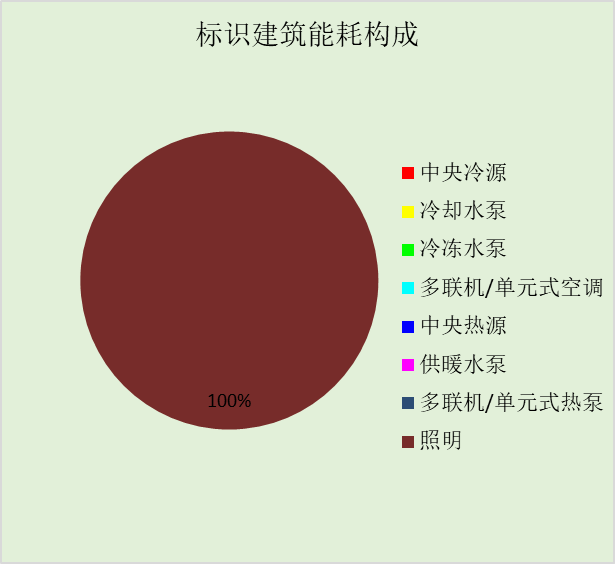 标识建筑能耗构成
中央冷源
冷却水泵
冷冻水泵
多联机/单元式空调
中央热源
供暖水泵
多联机/单元式热泵
照明
100%